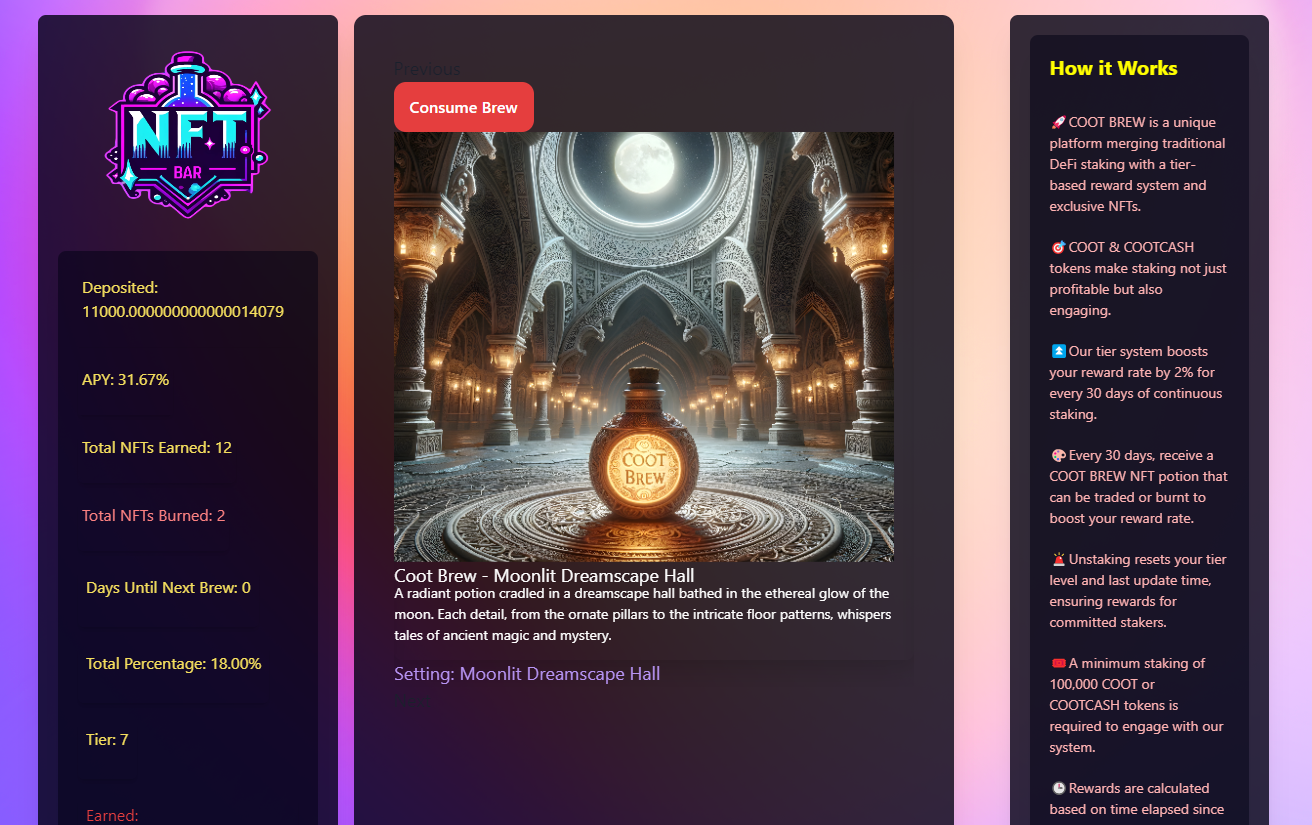 NFT
BAR
Deposited:
11000.000000000000014079
APY: 31.67%
Total NFTs Earned: 12
Total NFTs Burned: 2
Days Until Next Brew: 0
Total Percentage: 18.00%
Tier: 7
Earned:
Previous
Consume Brew
COOT
BREW
Coot Brew - Moonlit Dreamscape Hall
A radiant potion cradled in a dreamscape hall bathed in the ethereal glow of the
moon. Each detail, from the ornate pillars to the intricate floor patterns, whispers
tales of ancient magic and mystery.
Setting: Moonlit Dreamscape Hall
How it Works
🚀 COOT BREW is a unique
platform merging traditional
DeFi staking with a tier-
based reward system and
exclusive NFTs.
🎯 COOT & COOTCASH
tokens make staking not just
profitable but also
engaging.
⏫ Our tier system boosts
your reward rate by 2% for
every 30 days of continuous
staking.
🎨 Every 30 days, receive a
COOT BREW NFT potion that
can be traded or burnt to
boost your reward rate.
🚨 Unstaking resets your tier
level and last update time,
ensuring rewards for
committed stakers.
🎟 A minimum staking of
100,000 COOT or
COOTCASH tokens is
required to engage with our
system.
🕒 Rewards are calculated
based on time elapsed since